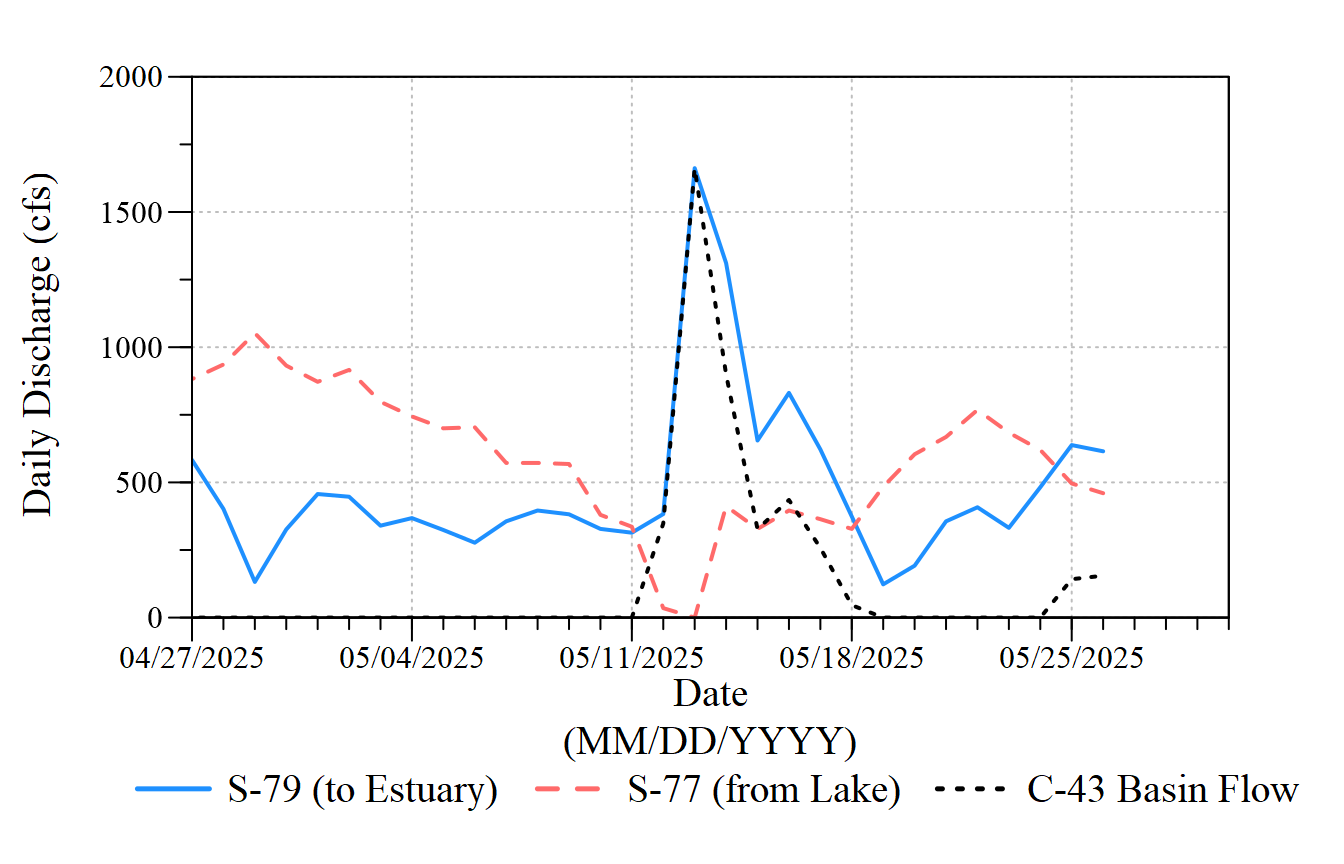 2000
1500
1000
500
0
Daily Discharge (cfs)
04/27/2025 05/04/2025 05/11/2025 05/18/2025 05/25/2025
Date
(MM/DD/YYYY)
S-79 (to Estuary) S-77 (from Lake) C-43 Basin Flow